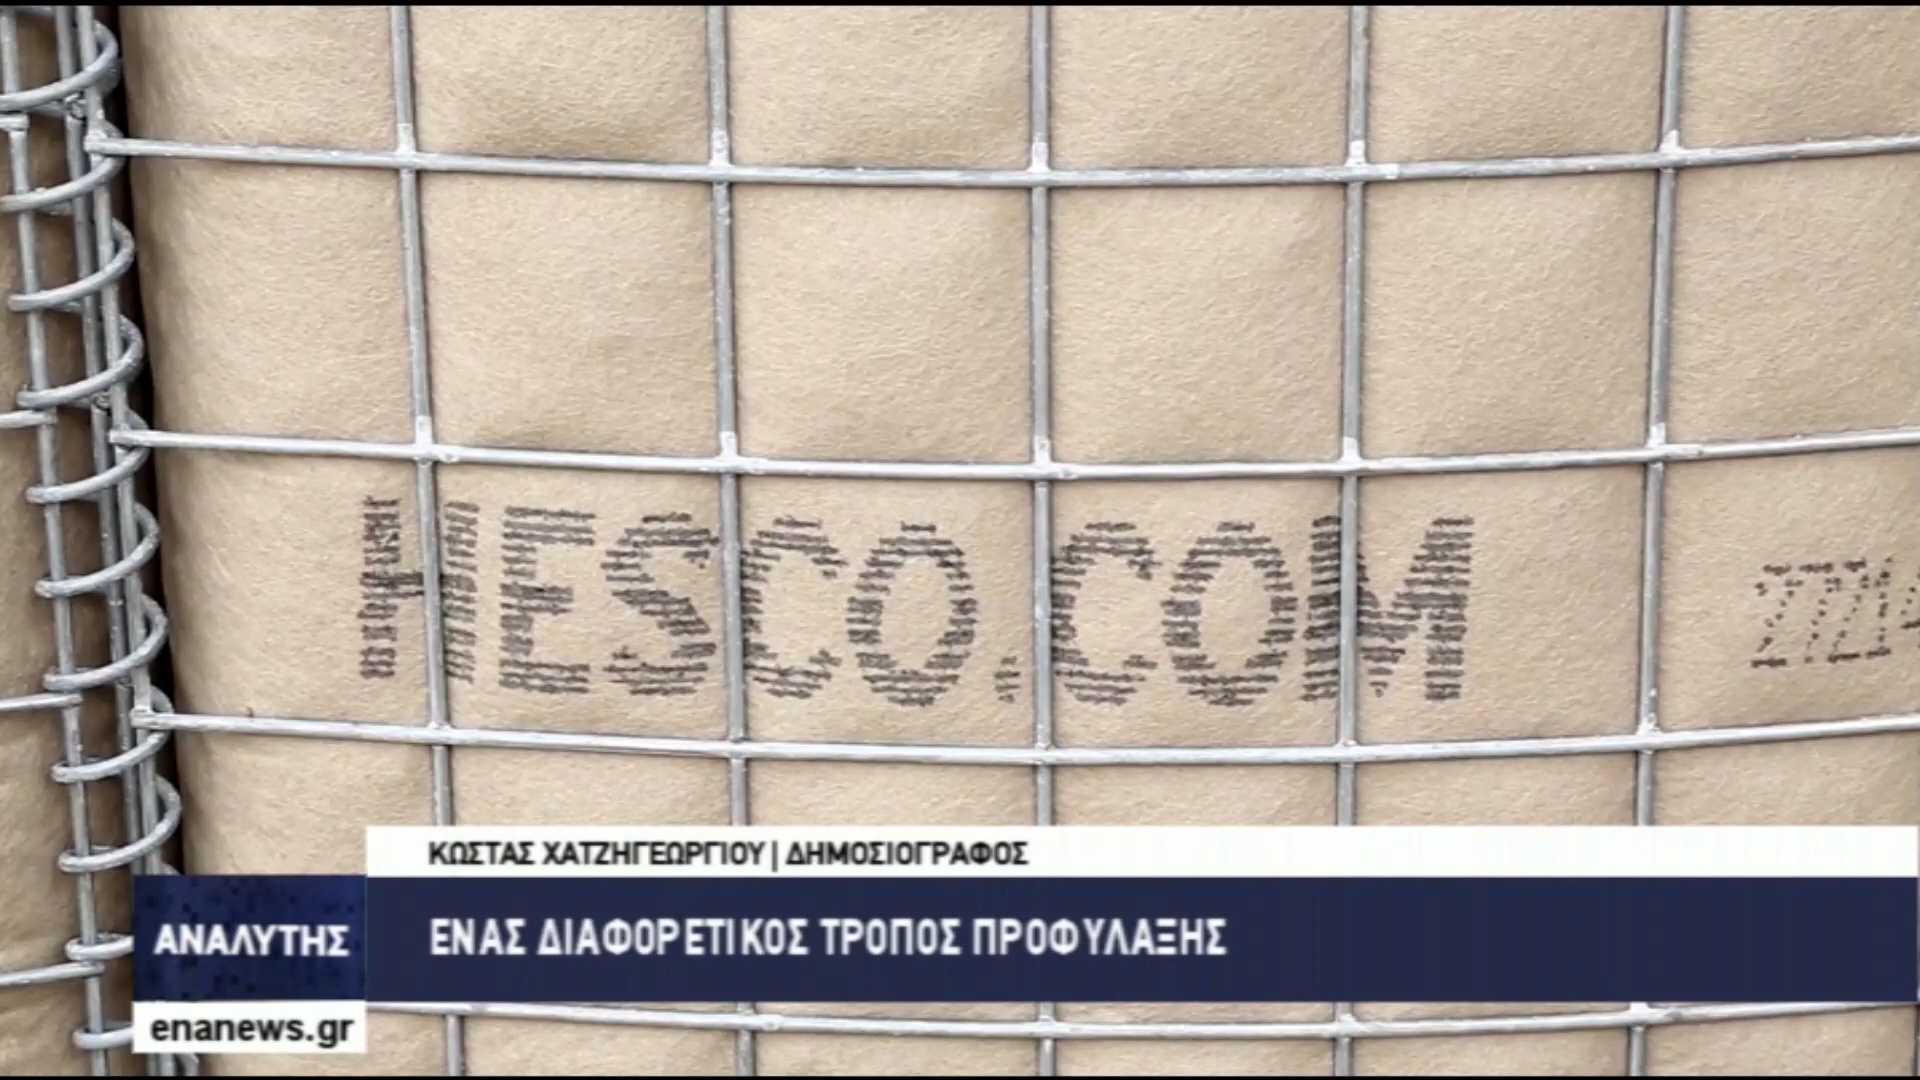 HESCO.COM
ΚΩΣΤΑΣ ΧΑΤΖΗΓΕΩΡΓΙΟΥ | ΔΗΜΟΣΙΟΓΡΑΦΟΣ
ΑΝΑΛΥΤΗΣ
ΕΝΑΣ ΔΙΑΦΟΡΕΤΙΚΟΣ ΤΡΟΠΟΣ ΠΡΟΦΥΛΑΞΗΣ
enanews.gr